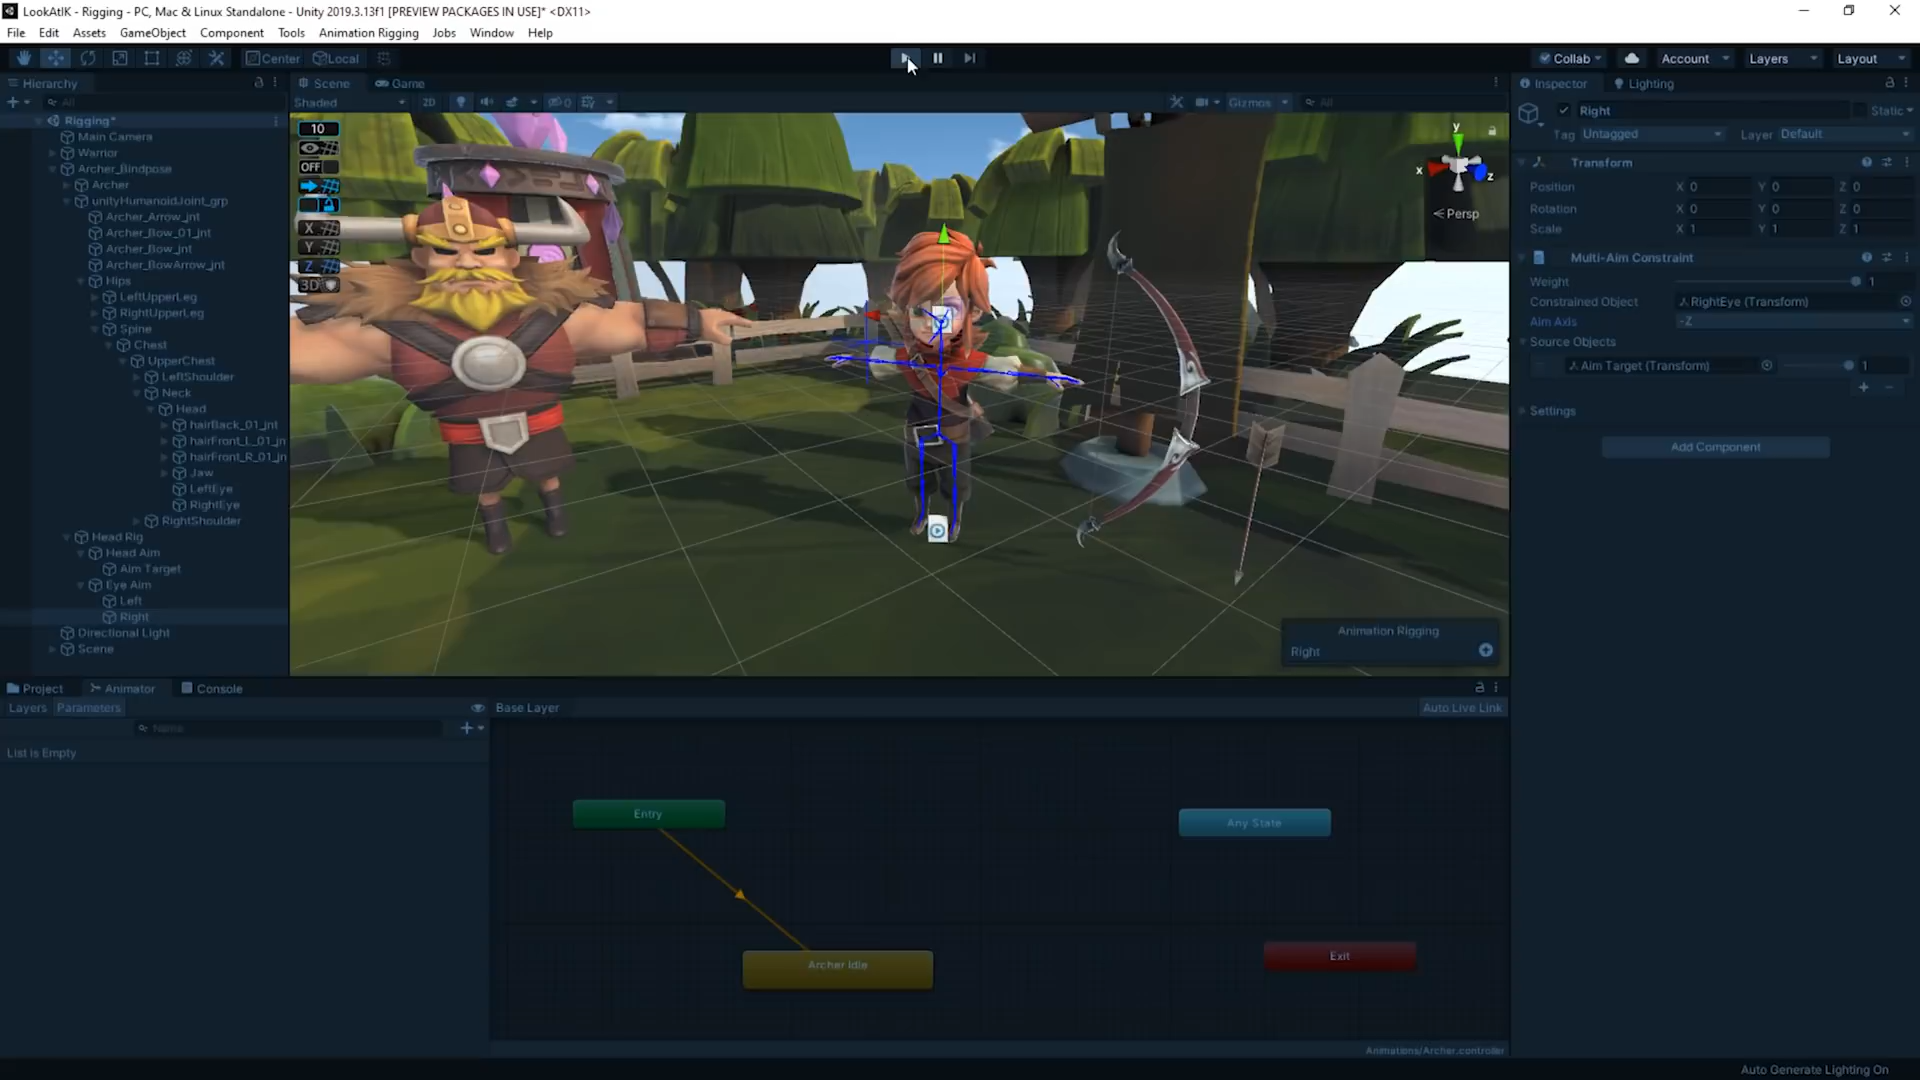 LookAtIK - Rigging - PC, Mac & Linux Standalone - Unity 2019.3.13f1 [PREVIEW PACKAGES IN USE]* <DX11>
File Edit Assets GameObject Component Tools Animation Rigging Jobs Window Help
Center Local Collab Account Layers Layout
Hierarchy
All
Rigging*
Main Camera
Warrior
Archer_Bindpose
Archer
unityHumanoidJoint_grp
Archer_Arrow_jnt
Archer_Bow_01_jnt
Archer_Bow_jnt
Archer_BowArrow_jnt
Hips
LeftUpperLeg
RightUpperLeg
Spine
Chest
UpperChest
LeftShoulder
Neck
Head
hairBack_01_jnt
hairFront_L_01_jn
hairFront_R_01_jn
Jaw
LeftEye
RightEye
RightShoulder
Head Rig
Head Aim
Aim Target
Eye Aim
Left
Right
Directional Light
Scene
Scene Game
Shaded 2D 0 Gizmos All
10
OFF
X
Y
Z
3D
y
x z
Persp
Animation Rigging
Right
Inspector Lighting
Right Static
Tag Untagged Layer Default
Transform
Position X 0 Y 0 Z 0
Rotation X 0 Y 0 Z 0
Scale X 1 Y 1 Z 1
Multi-Aim Constraint
Weight 1
Constrained Object RightEye (Transform)
Aim Axis -Z
Source Objects
Aim Target (Transform) 1
Settings
Add Component
Project Animator Console
Layers Parameters Base Layer Auto Live Link
Name
List is Empty
Entry
Any State
Archer Idle
Exit
Animations/Archer.controller
Auto Generate Lighting On